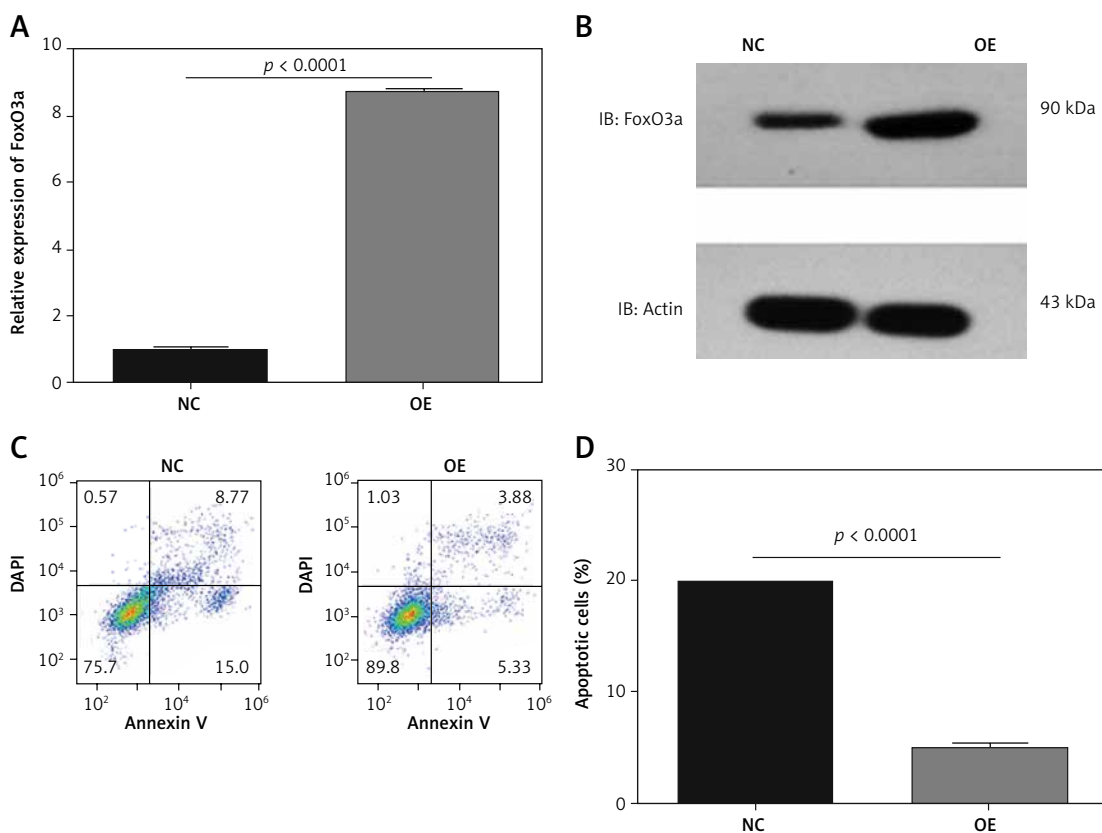 A
Relative expression of FoxO3a
10
8
6
4
2
0
p < 0.0001
NC OE
B
NC OE
IB: FoxO3a 90 kDa
IB: Actin 43 kDa
C
NC
DAPI
10⁶
10⁵
10⁴
10³
10²
0.57 8.77
75.7 15.0
10² 10⁴ 10⁶
Annexin V
OE
DAPI
10⁶
10⁵
10⁴
10³
10²
1.03 3.88
89.8 5.33
10² 10⁴ 10⁶
Annexin V
D
Apoptotic cells (%)
30
20
10
0
p < 0.0001
NC OE